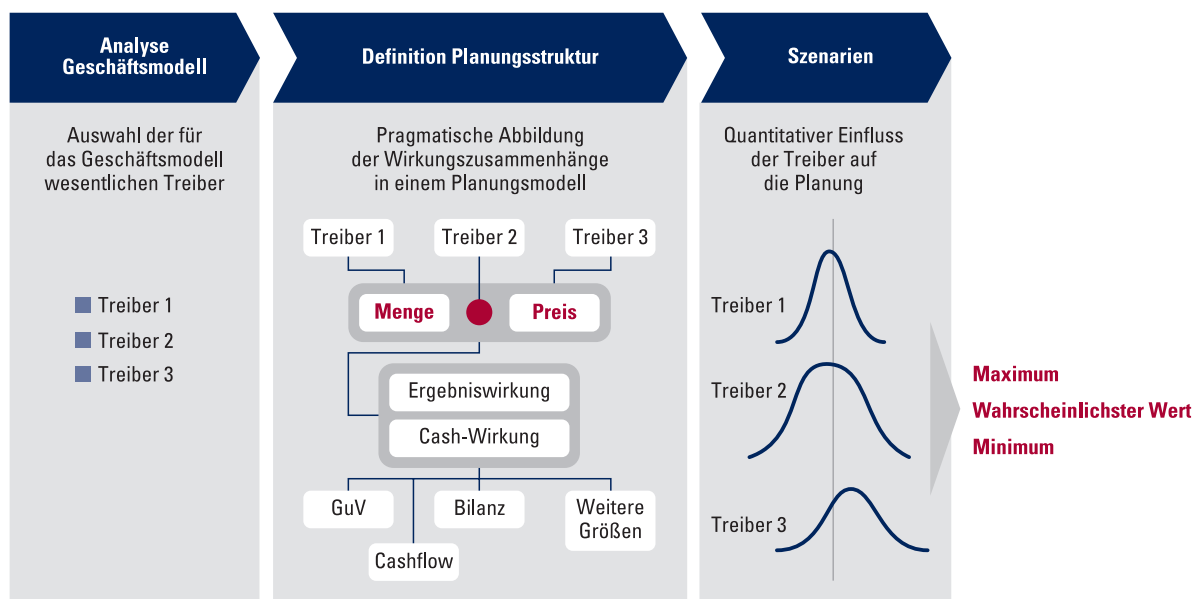 Analyse
Geschäftsmodell
Auswahl der für
das Geschäftsmodell
wesentlichen Treiber
Treiber 1
Treiber 2
Treiber 3
Definition Planungsstruktur
Pragmatische Abbildung
der Wirkungszusammenhänge
in einem Planungsmodell
Treiber 1
Treiber 2
Treiber 3
Menge
Preis
Ergebniswirkung
Cash-Wirkung
GuV
Bilanz
Weitere
Größen
Cashflow
Szenarien
Quantitativer Einfluss
der Treiber auf
die Planung
Treiber 1
Treiber 2
Treiber 3
Maximum
Wahrscheinlichster Wert
Minimum